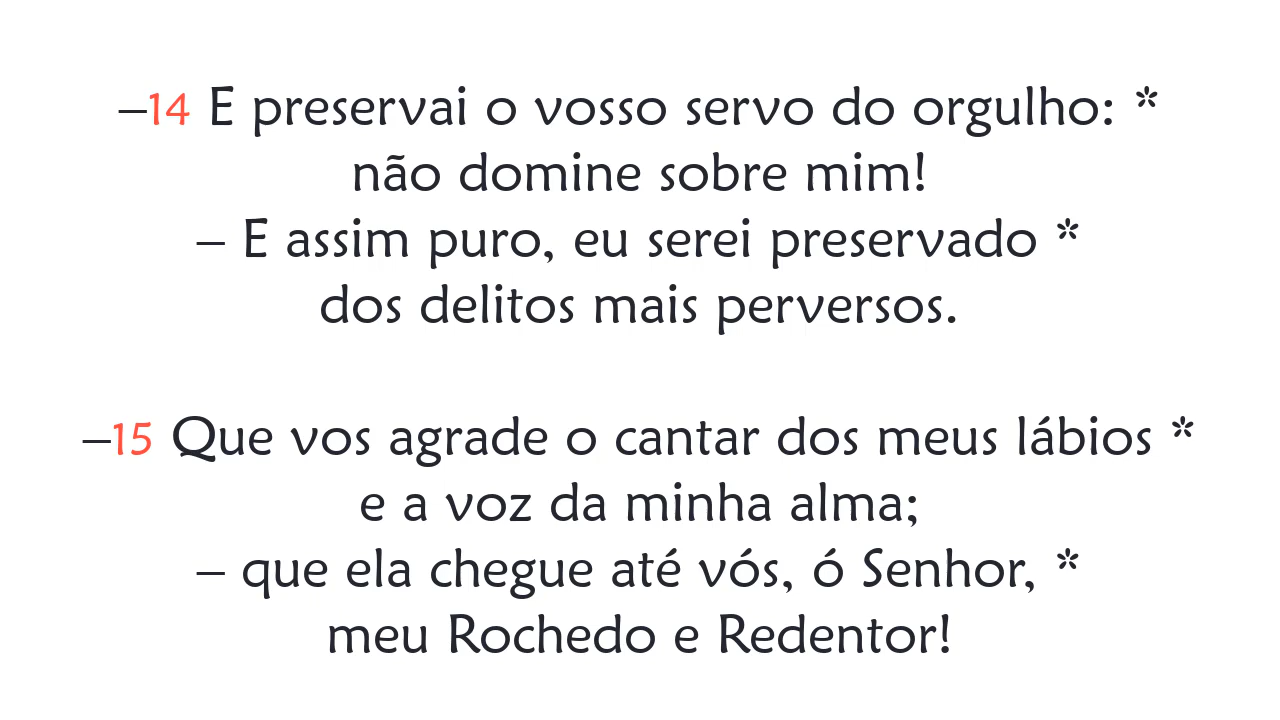 –14 E preservai o vosso servo do orgulho: *
não domine sobre mim!
– E assim puro, eu serei preservado *
dos delitos mais perversos.
–15 Que vos agrade o cantar dos meus lábios *
e a voz da minha alma;
– que ela chegue até vós, ó Senhor, *
meu Rochedo e Redentor!